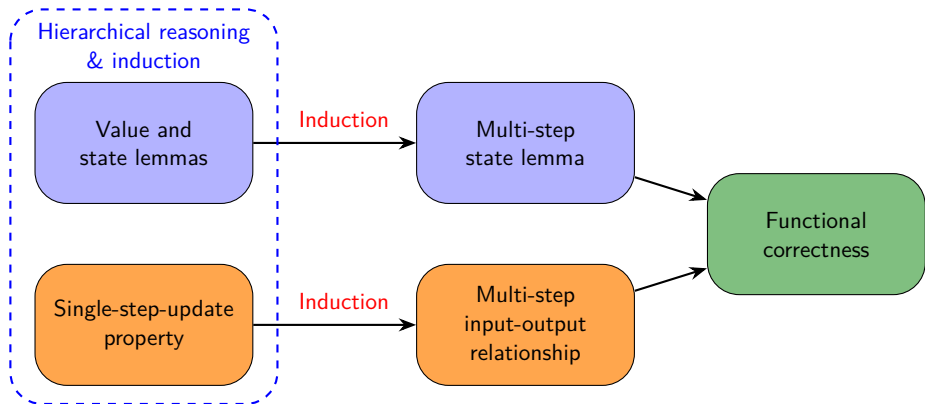 Hierarchical reasoning
& induction
Value and
state lemmas
Induction
Multi-step
state lemma
Functional
correctness
Single-step-update
property
Induction
Multi-step
input-output
relationship